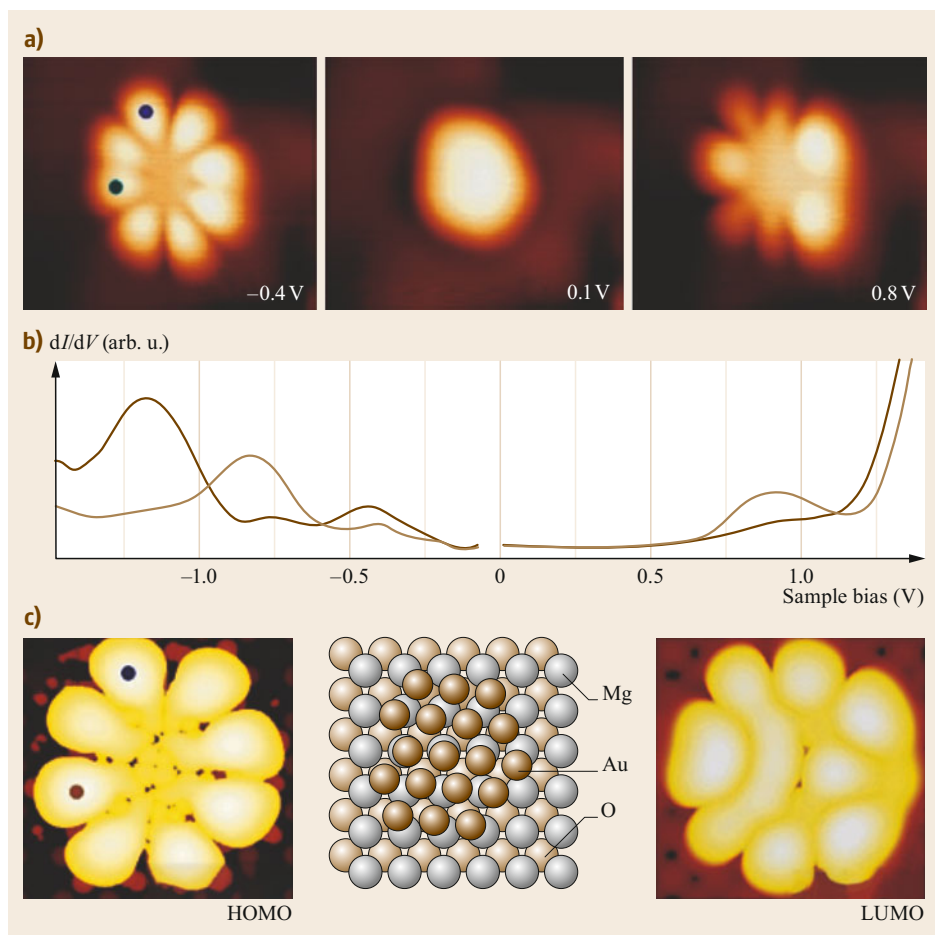 a)
−0.4 V
0.1 V
0.8 V
b) dI/dV (arb. u.)
−1.0
−0.5
0
0.5
1.0
Sample bias (V)
c)
Mg
Au
O
HOMO
LUMO